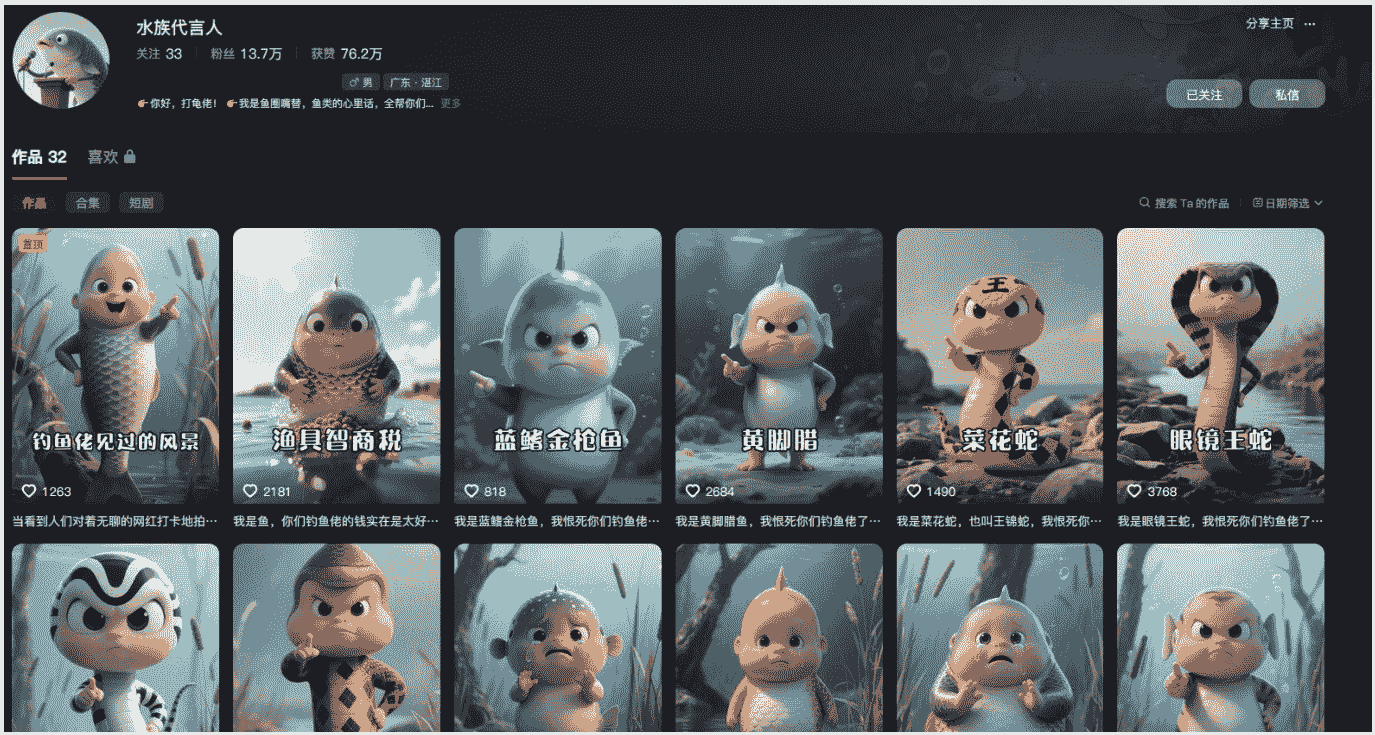 水族代言人
关注 33 粉丝 13.7万 获赞 76.2万
♂男 广东·湛江
👉你好，打龟佬！ 👉我是鱼圈嘴替，鱼类的心里话，全帮你们... 更多
分享主页 ···
已关注 私信
作品 32 喜欢
作品 合集 短剧
搜索 Ta 的作品 日期筛选
置顶
钓鱼佬见过的风景
渔具智商税
蓝鳍金枪鱼
黄脚腊
王
菜花蛇
眼镜王蛇
1263
2181
818
2684
1490
3768
当看到人们对着无聊的网红打卡地拍···
我是鱼，你们钓鱼佬的钱实在是太好···
我是蓝鳍金枪鱼，我恨死你们钓鱼佬···
我是黄脚腊鱼，我恨死你们钓鱼佬了···
我是菜花蛇，也叫王锦蛇，我恨死你···
我是眼镜王蛇，我恨死你们钓鱼佬了···